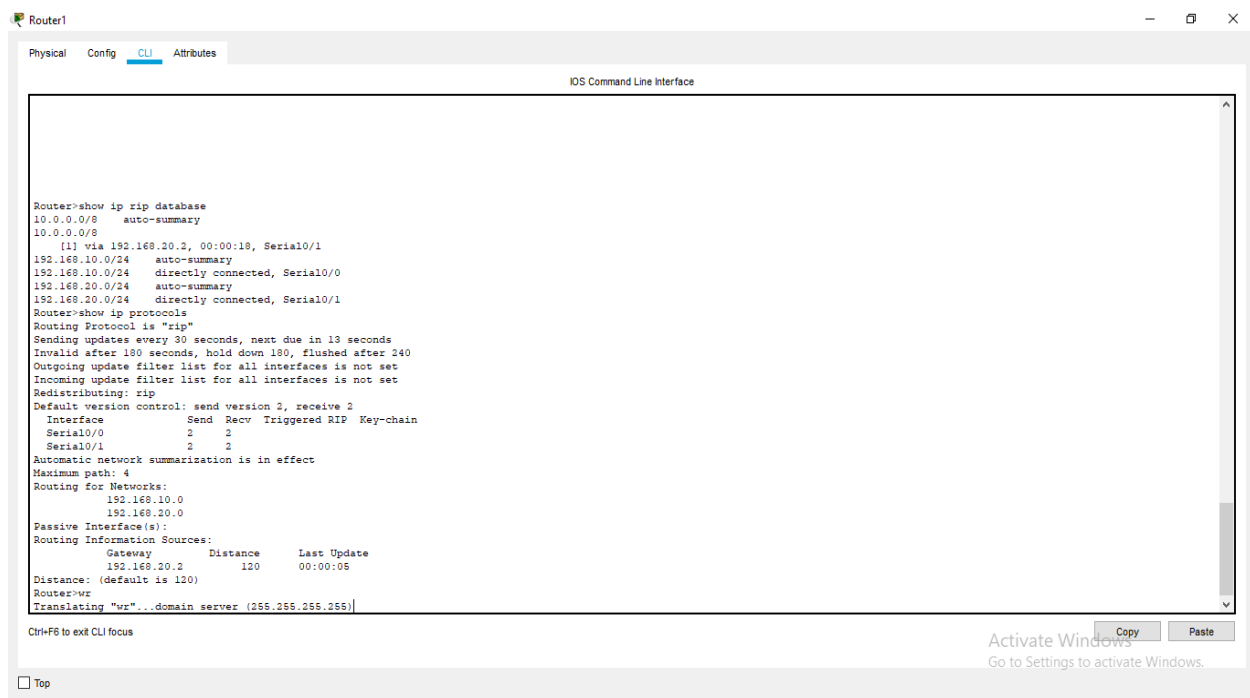 Router1
Physical Config CLI Attributes
IOS Command Line Interface
Router>show ip rip database
10.0.0.0/8    auto-summary
10.0.0.0/8
    [1] via 192.168.20.2, 00:00:18, Serial0/1
192.168.10.0/24    auto-summary
192.168.10.0/24    directly connected, Serial0/0
192.168.20.0/24    auto-summary
192.168.20.0/24    directly connected, Serial0/1
Router>show ip protocols
Routing Protocol is "rip"
Sending updates every 30 seconds, next due in 13 seconds
Invalid after 180 seconds, hold down 180, flushed after 240
Outgoing update filter list for all interfaces is not set
Incoming update filter list for all interfaces is not set
Redistributing: rip
Default version control: send version 2, receive 2
  Interface             Send  Recv  Triggered RIP  Key-chain
  Serial0/0             2     2
  Serial0/1             2     2
Automatic network summarization is in effect
Maximum path: 4
Routing for Networks:
            192.168.10.0
            192.168.20.0
Passive Interface(s):
Routing Information Sources:
            Gateway         Distance      Last Update
            192.168.20.2         120      00:00:05
Distance: (default is 120)
Router>wr
Translating "wr"...domain server (255.255.255.255)
Ctrl+F6 to exit CLI focus
Copy Paste
Activate Windows
Go to Settings to activate Windows.
Top